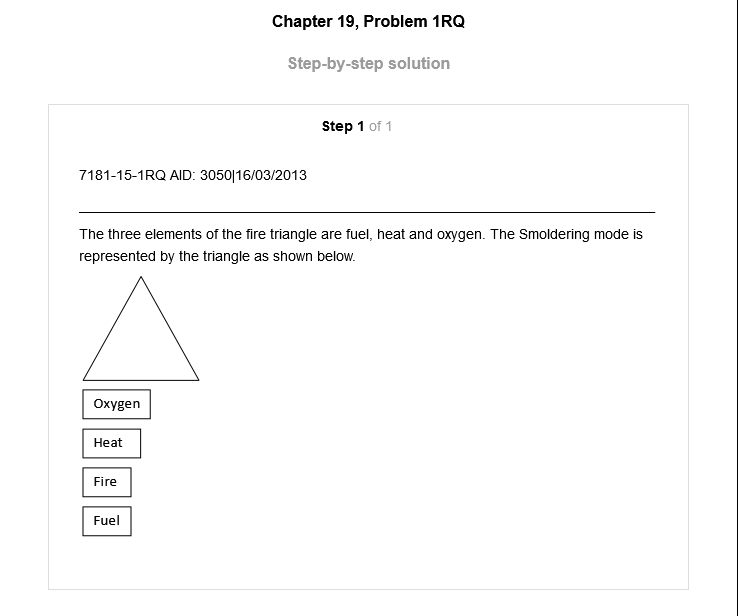 Chapter 19, Problem 1RQ
Step-by-step solution
Step 1 of 1
7181-15-1RQ AID: 3050|16/03/2013
The three elements of the fire triangle are fuel, heat and oxygen. The Smoldering mode is
represented by the triangle as shown below.
Oxygen
Heat
Fire
Fuel